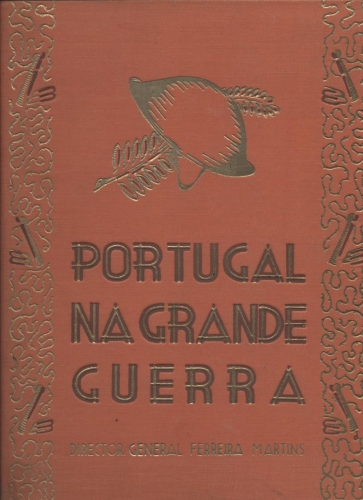 PORTUGAL
NA GRANDE
GUERRA
DIRECTOR GENERAL FERREIRA MARTINS